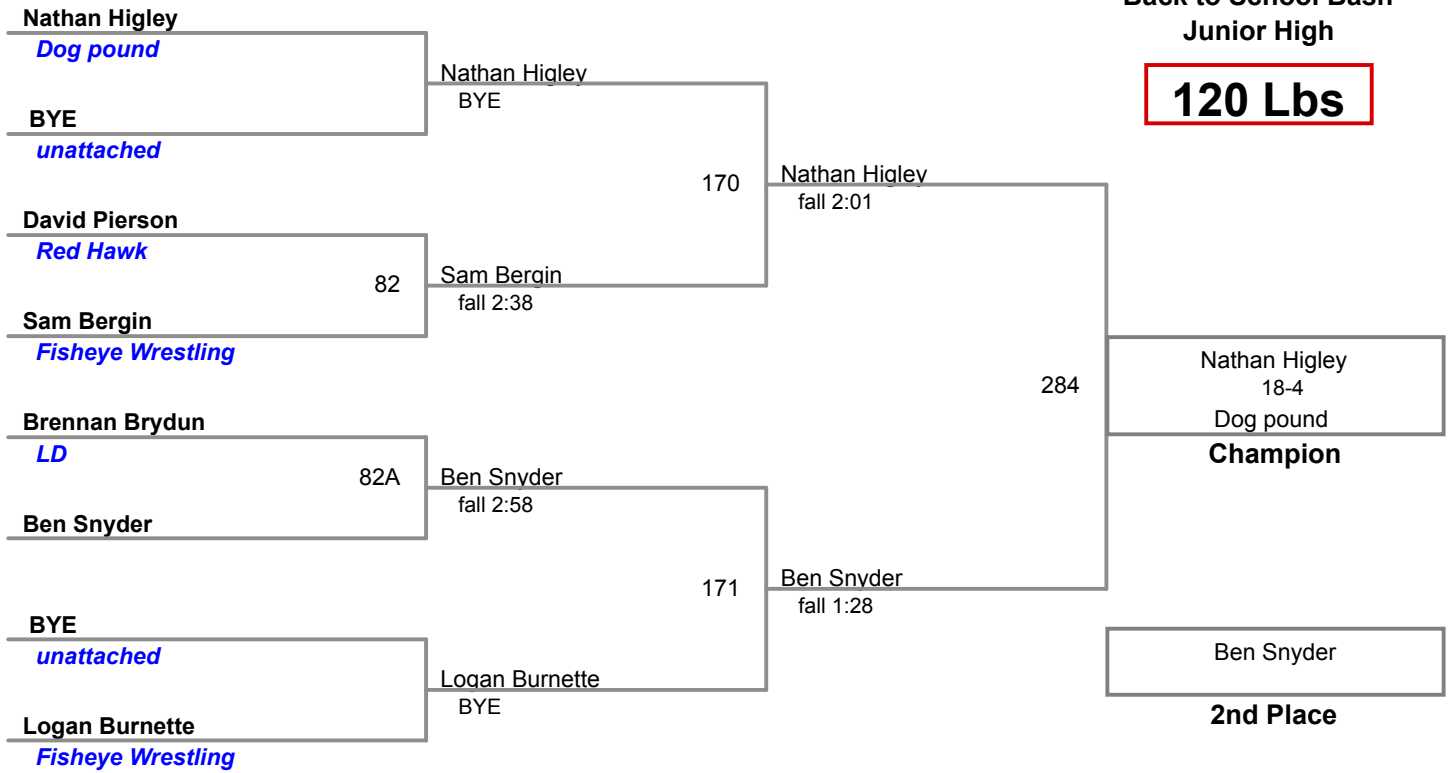 Back to School Bash
Junior High
120 Lbs
Nathan Higley
Dog pound
BYE
unattached
David Pierson
Red Hawk
Sam Bergin
Fisheye Wrestling
Brennan Brydun
LD
Ben Snyder
BYE
unattached
Logan Burnette
Fisheye Wrestling
82
82A
Nathan Higley
BYE
Sam Bergin
fall 2:38
Ben Snyder
fall 2:58
Logan Burnette
BYE
170
171
Nathan Higley
fall 2:01
Ben Snyder
fall 1:28
284
Nathan Higley
18-4
Dog pound
Champion
Ben Snyder
2nd Place